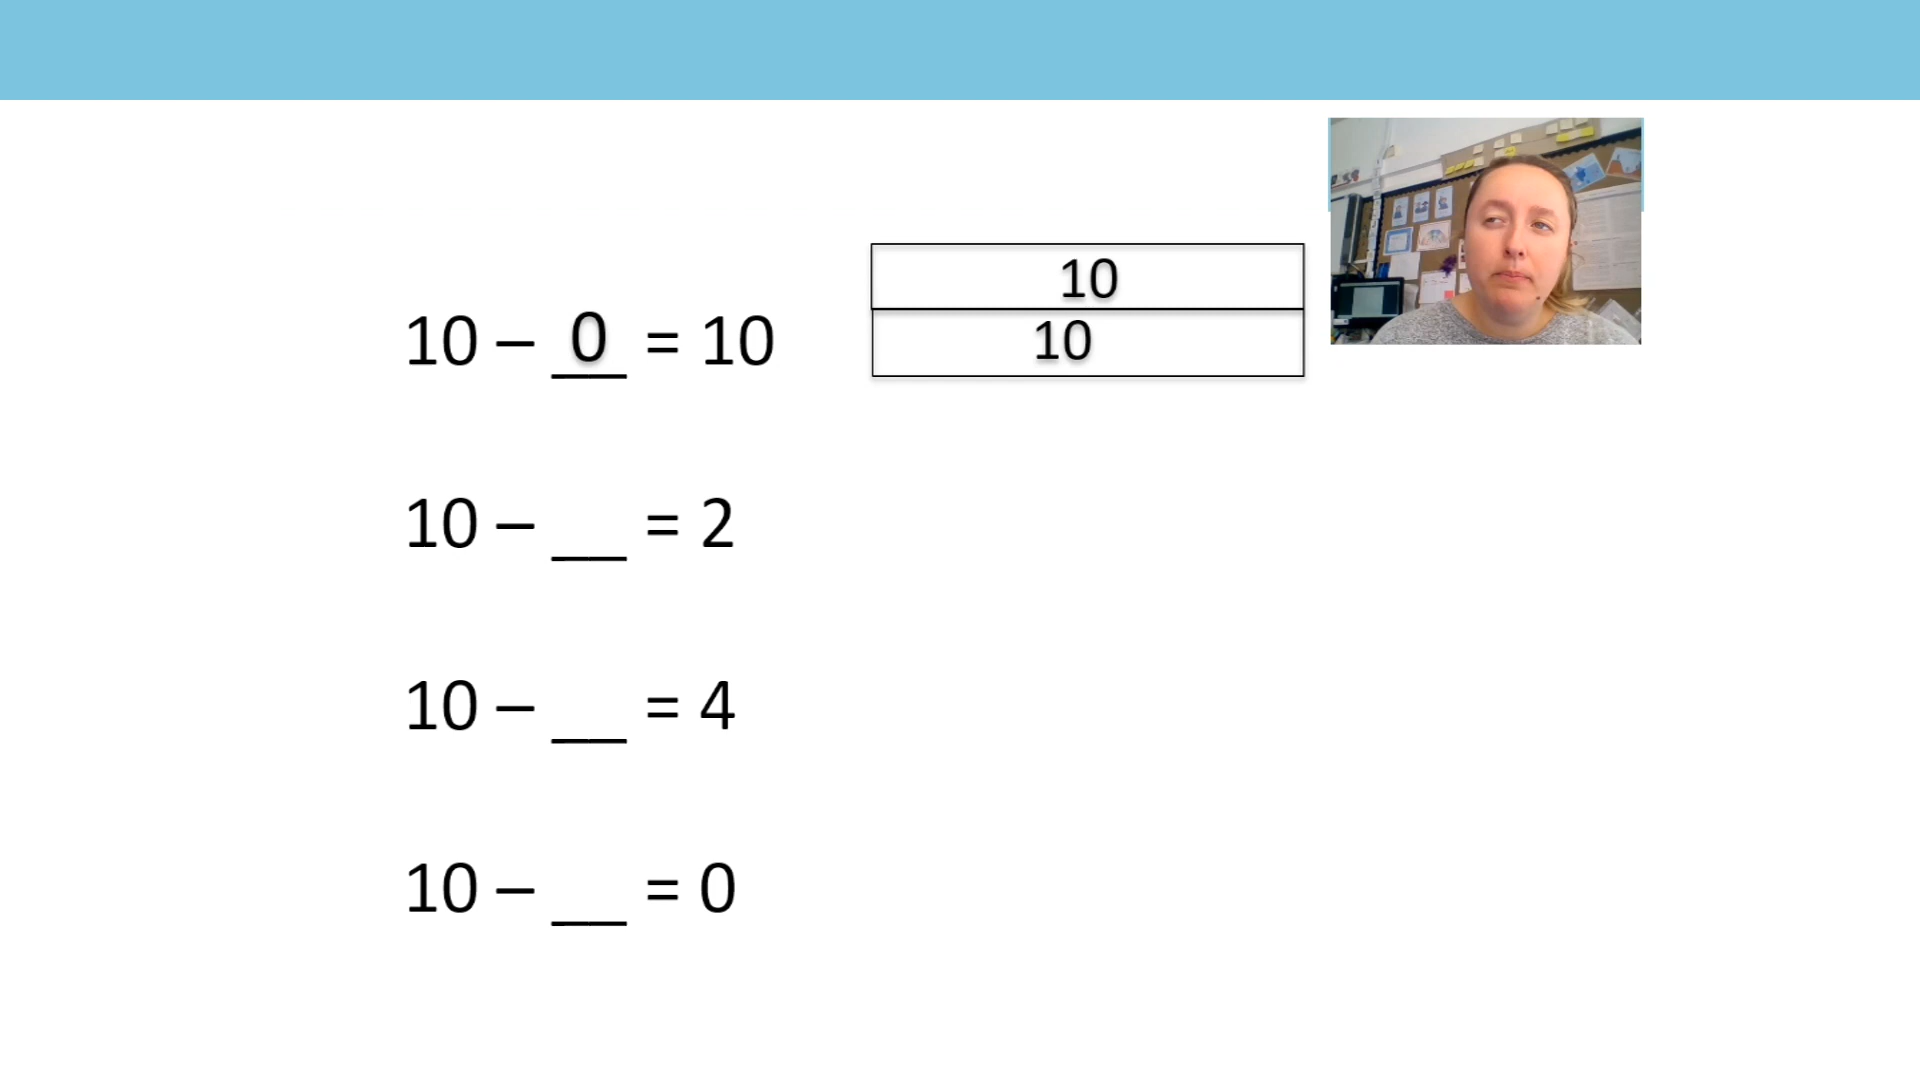 10
10 – 0 = 10
10
10 – __ = 2
10 – __ = 4
10 – __ = 0